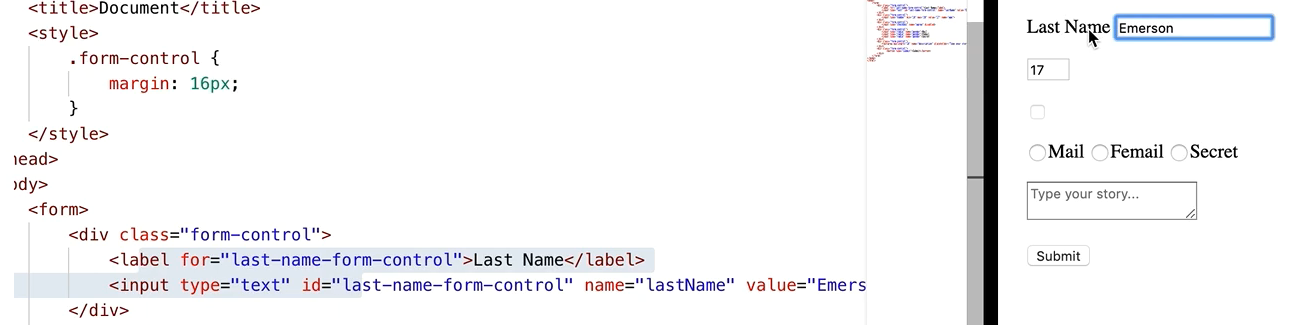 <title>Document</title>
<style>
.form-control {
margin: 16px;
}
</style>
head>
ody>
<form>
<div class="form-control">
<label for="last-name-form-control">Last Name</label>
<input type="text" id="last-name-form-control" name="lastName" value="Emers
</div>
Last Name Emerson
17
Mail Femail Secret
Type your story...
Submit